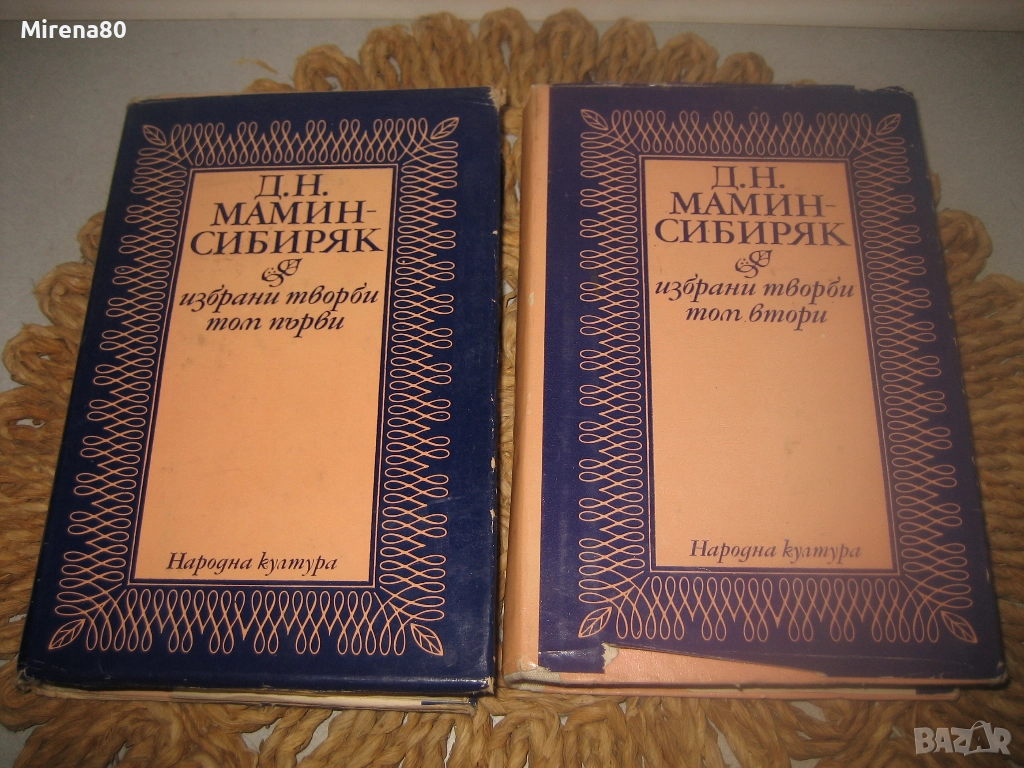 Mirena80
Д.Н.
МАМИН-
СИБИРЯК
избрани творби
том първи
Народна култура
Д.Н.
МАМИН-
СИБИРЯК
избрани творби
том втори
Народна култура
BAZAR